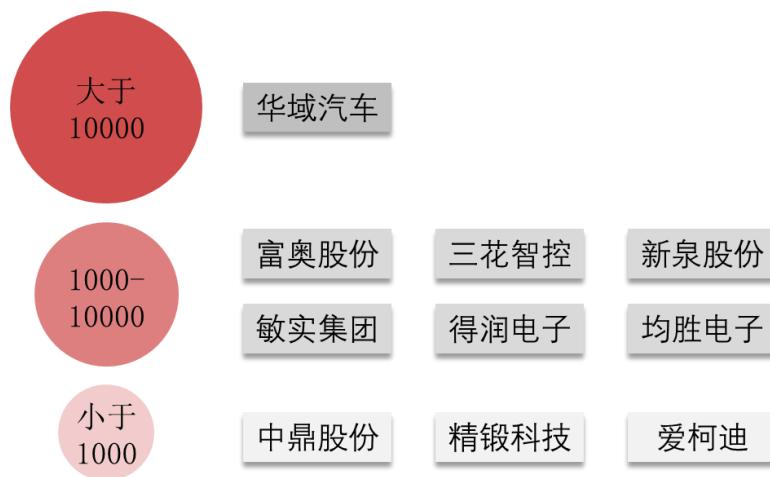 大于
10000
华域汽车
1000-
10000
富奥股份 三花智控 新泉股份
敏实集团 得润电子 均胜电子
小于
1000
中鼎股份 精锻科技 爱柯迪